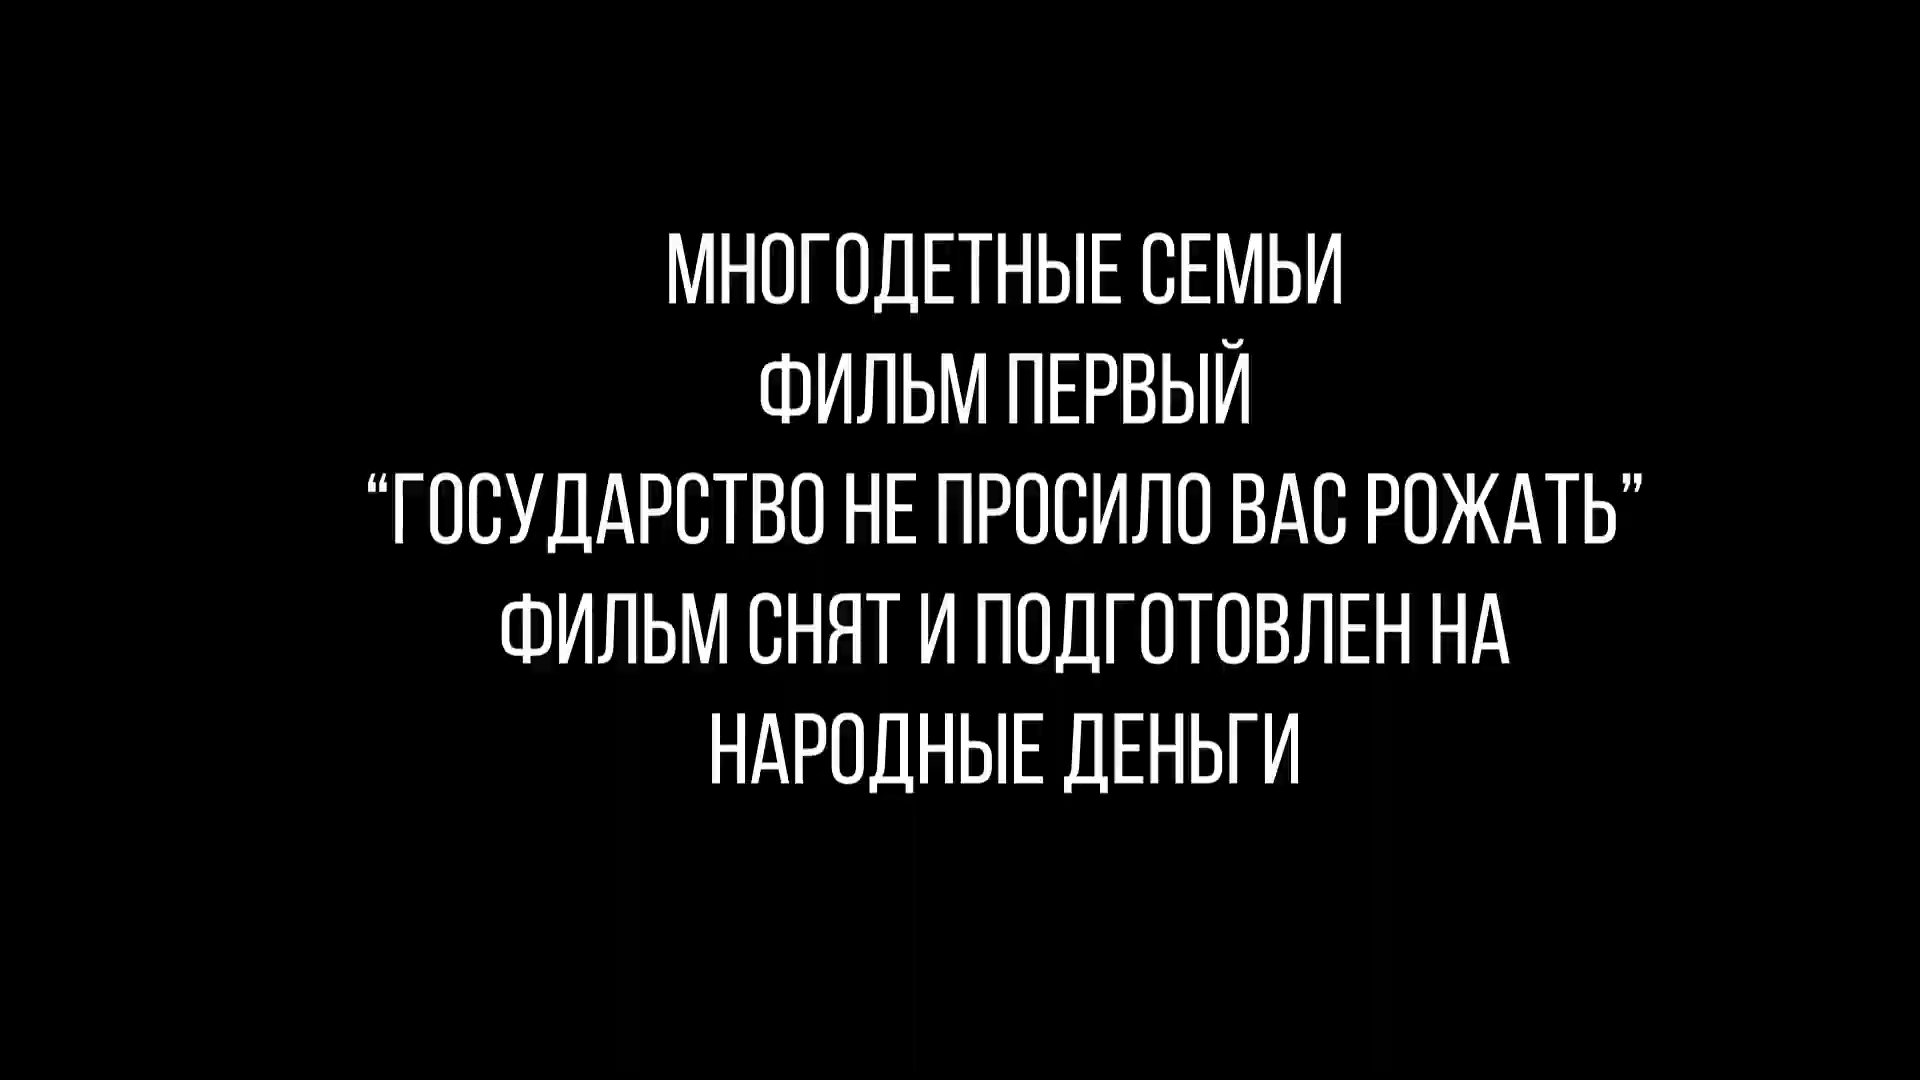 МНОГОДЕТНЫЕ СЕМЬИ
ФИЛЬМ ПЕРВЫЙ
“ГОСУДАРСТВО НЕ ПРОСИЛО ВАС РОЖАТЬ”
ФИЛЬМ СНЯТ И ПОДГОТОВЛЕН НА
НАРОДНЫЕ ДЕНЬГИ